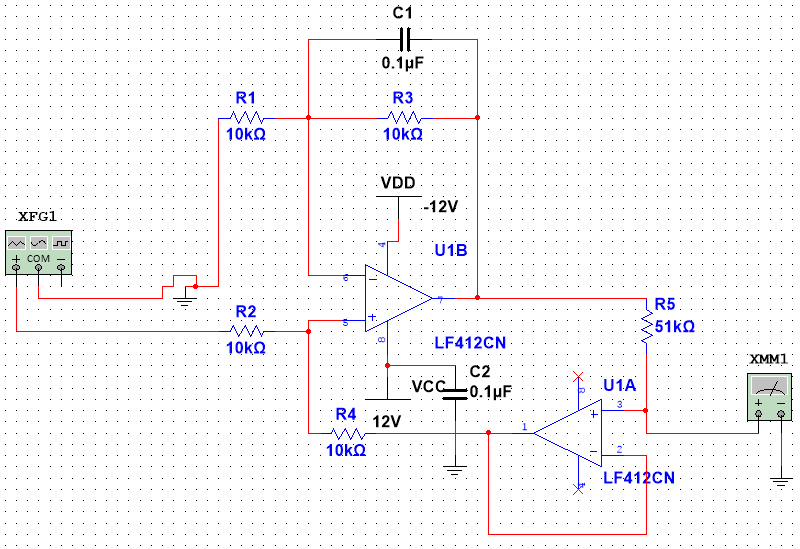 C1
0.1µF
R1
10kΩ
R3
10kΩ
VDD
-12V
XFG1
+ COM −
4
U1B
6
−
7
5
+
8
R2
10kΩ
LF412CN
R5
51kΩ
VCC
C2
0.1µF
12V
XMM1
+ −
U1A
8
3
+
1
2
−
4
LF412CN
R4
10kΩ